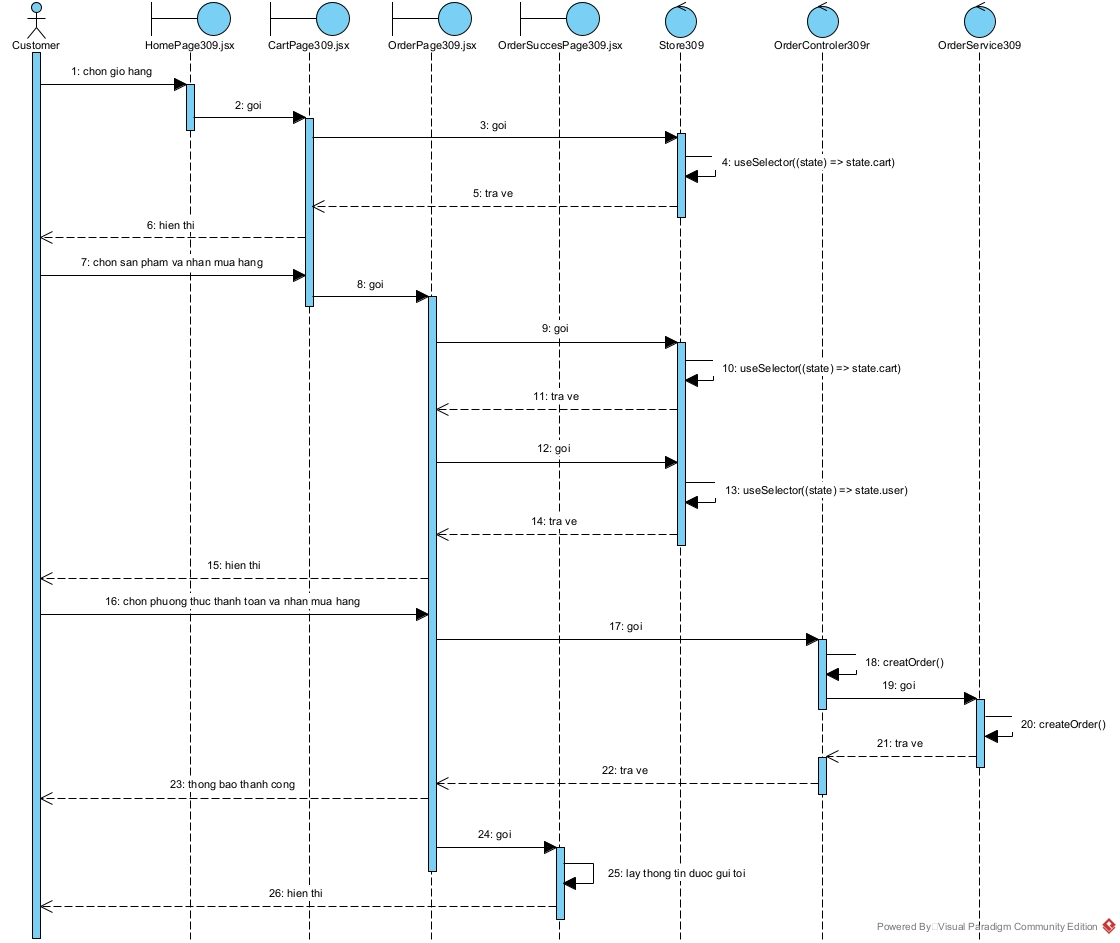 Customer
HomePage309.jsx
CartPage309.jsx
OrderPage309.jsx
OrderSuccesPage309.jsx
Store309
OrderControler309r
OrderService309
1: chon gio hang
2: goi
3: goi
4: useSelector((state) => state.cart)
5: tra ve
6: hien thi
7: chon san pham va nhan mua hang
8: goi
9: goi
10: useSelector((state) => state.cart)
11: tra ve
12: goi
13: useSelector((state) => state.user)
14: tra ve
15: hien thi
16: chon phuong thuc thanh toan va nhan mua hang
17: goi
18: creatOrder()
19: goi
20: createOrder()
21: tra ve
22: tra ve
23: thong bao thanh cong
24: goi
25: lay thong tin duoc gui toi
26: hien thi
Powered By Visual Paradigm Community Edition